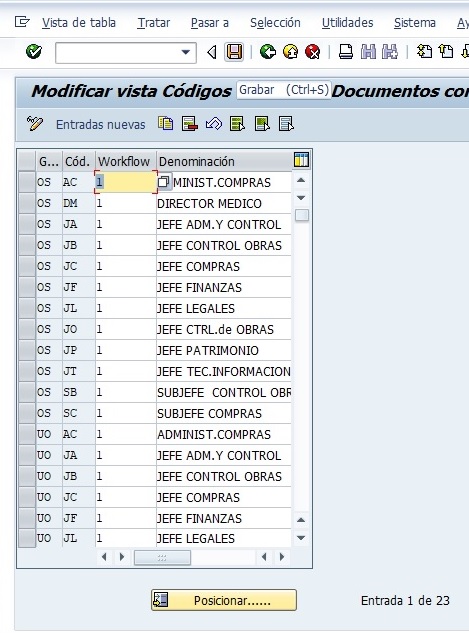 Vista de tabla Tratar Pasar a Selección Utilidades Sistema Ay
Modificar vista Códigos Grabar (Ctrl+S) Documentos con
Entradas nuevas
G... Cód. Workflow Denominación
OS AC 1 MINIST.COMPRAS
OS DM 1 DIRECTOR MEDICO
OS JA 1 JEFE ADM.Y CONTROL
OS JB 1 JEFE CONTROL OBRAS
OS JC 1 JEFE COMPRAS
OS JF 1 JEFE FINANZAS
OS JL 1 JEFE LEGALES
OS JO 1 JEFE CTRL.de OBRAS
OS JP 1 JEFE PATRIMONIO
OS JT 1 JEFE TEC.INFORMACION
OS SB 1 SUBJEFE CONTROL OBR
OS SC 1 SUBJEFE COMPRAS
UO AC 1 ADMINIST.COMPRAS
UO JA 1 JEFE ADM.Y CONTROL
UO JB 1 JEFE CONTROL OBRAS
UO JC 1 JEFE COMPRAS
UO JF 1 JEFE FINANZAS
UO JL 1 JEFE LEGALES
Posicionar...... Entrada 1 de 23